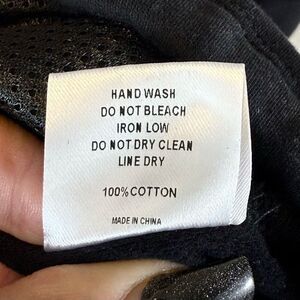 HAND WASH
DO NOT BLEACH
IRON LOW
DO NOT DRY CLEAN
LINE DRY
100%COTTON
MADE IN CHINA